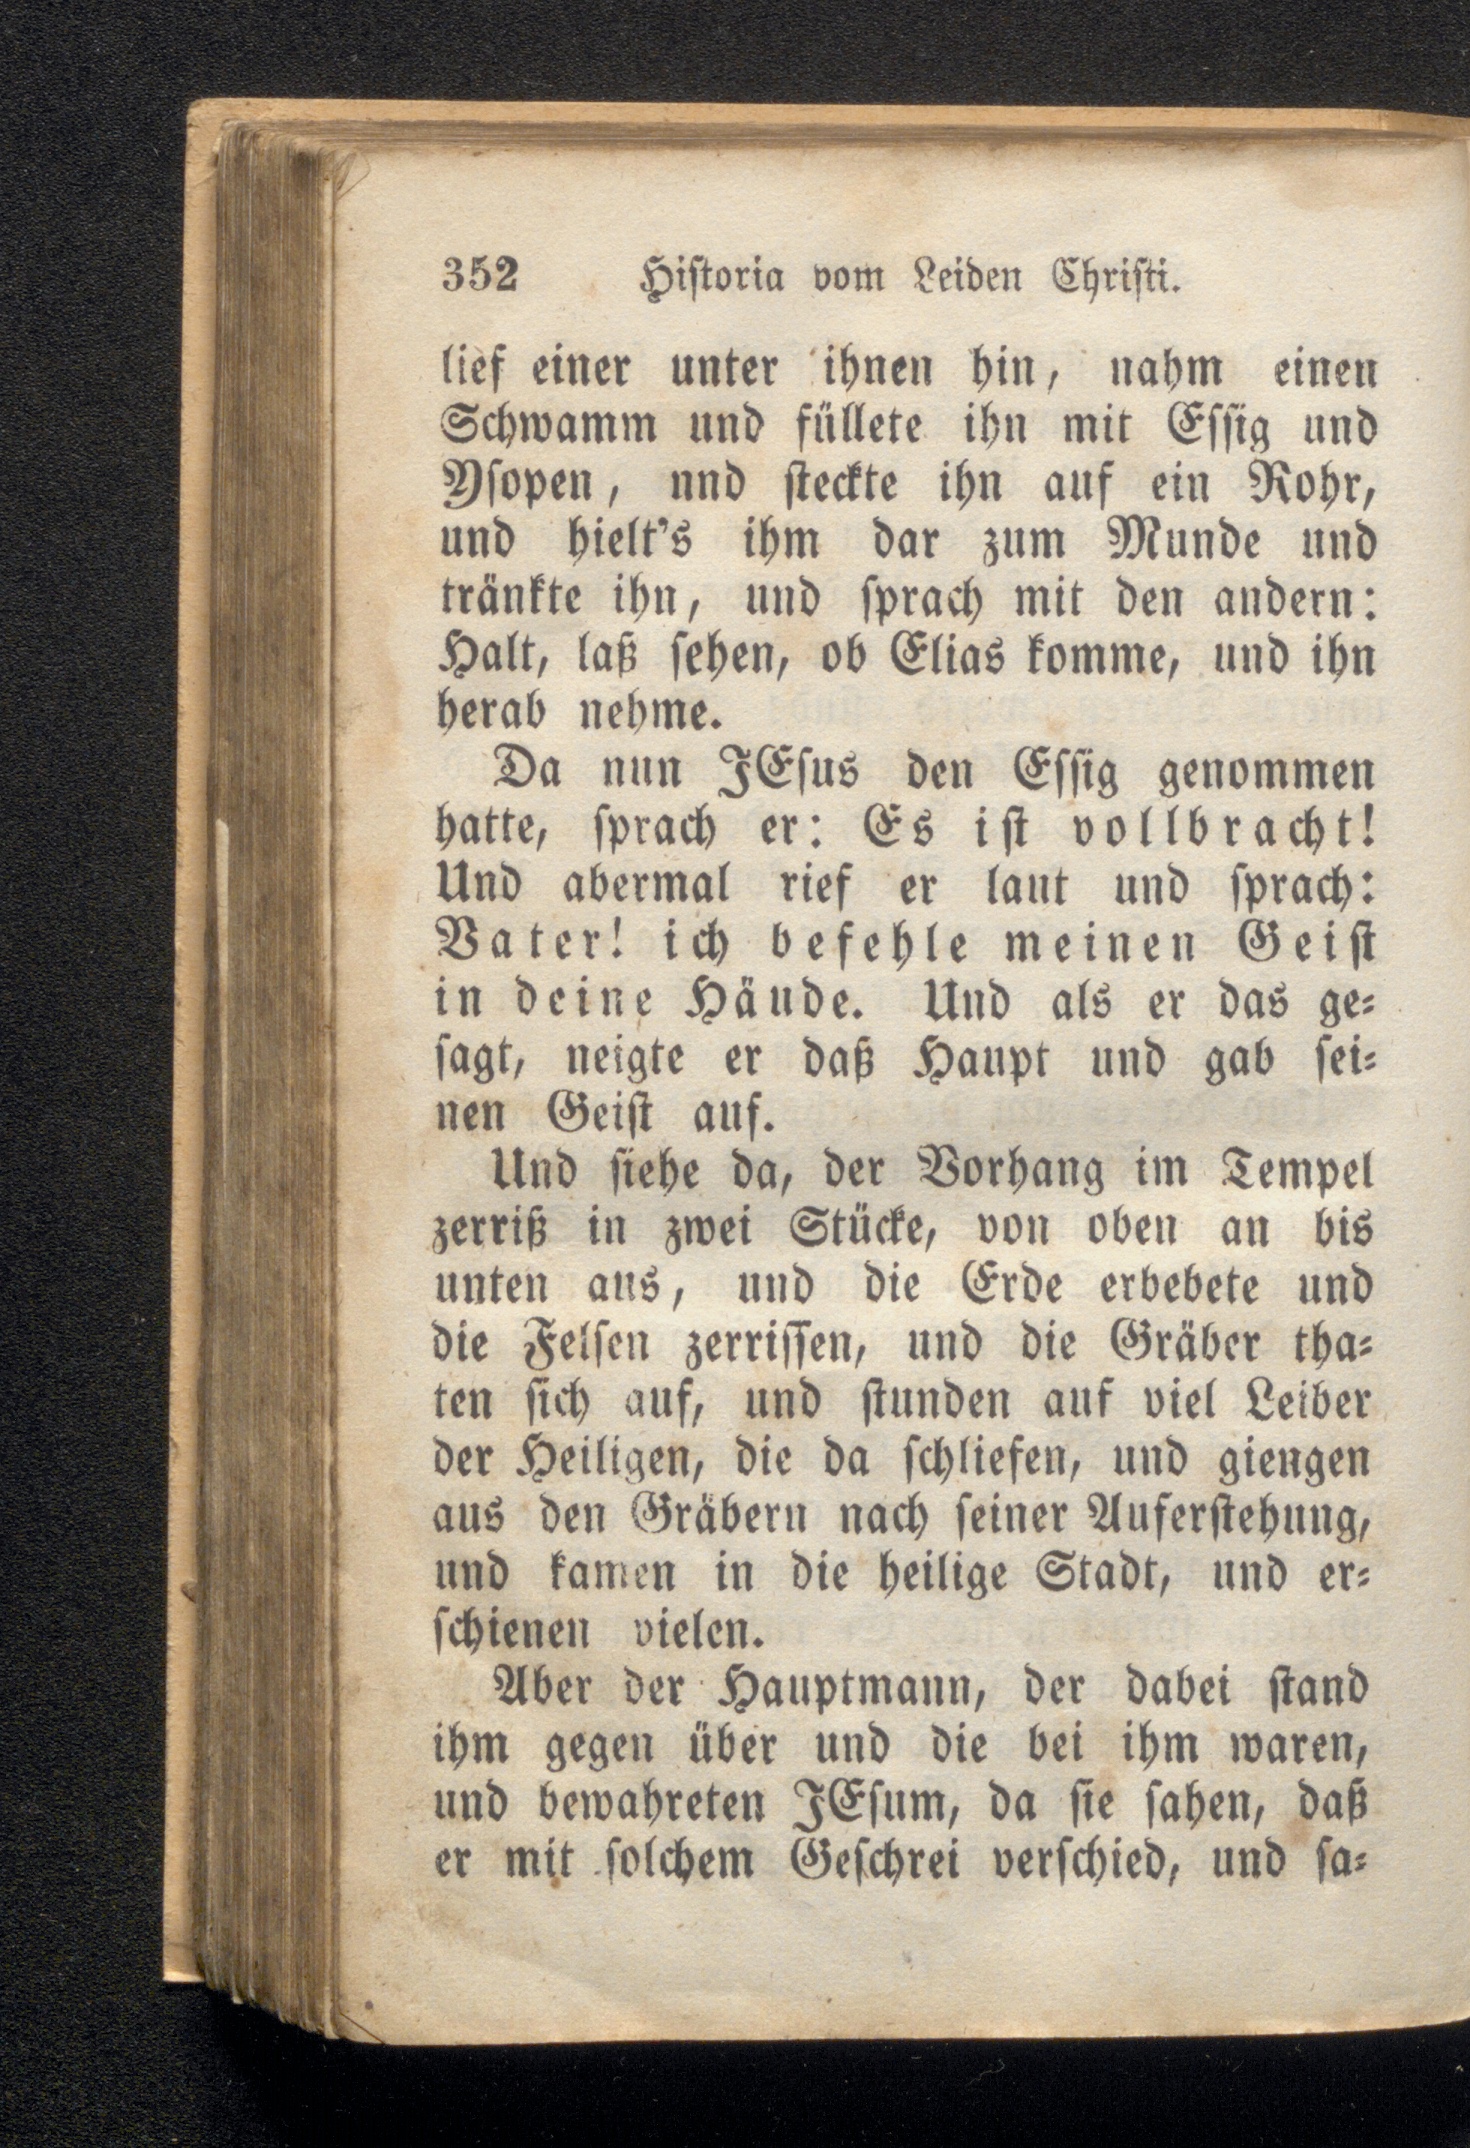 352 Hiſtoria vom Leiden Chriſti.
lief einer unter ihnen hin, nahm einen
Schwamm und füllete ihn mit Eſſig und
Yſopen, nnd ſteckte ihn auf ein Rohr,
und hielt's ihm dar zum Munde und
tränkte ihn, und ſprach mit den andern:
Halt, laß ſehen, ob Elias komme, und ihn
herab nehme.
Da nun JEſus den Eſſig genommen
hatte, ſprach er: Es iſt vollbracht!
Und abermal rief er laut und ſprach:
Vater! ich befehle meinen Geiſt
in deine Häude. Und als er das ge⸗
ſagt, neigte er daß Haupt und gab ſei⸗
nen Geiſt auf.
Und ſiehe da, der Vorhang im Tempel
zerriß in zwei Stücke, von oben an bis
unten aus, und die Erde erbebete und
die Felſen zerriſſen, und die Gräber tha⸗
ten ſich auf, und ſtunden auf viel Leiber
der Heiligen, die da ſchliefen, und giengen
aus den Gräbern nach ſeiner Auferſtehung,
und kamen in die heilige Stadt, und er⸗
ſchienen vielen.
Aber der Hauptmann, der dabei ſtand
ihm gegen über und die bei ihm waren,
und bewahreten JEſum, da ſie ſahen, daß
er mit ſolchem Geſchrei verſchied, und ſa⸗